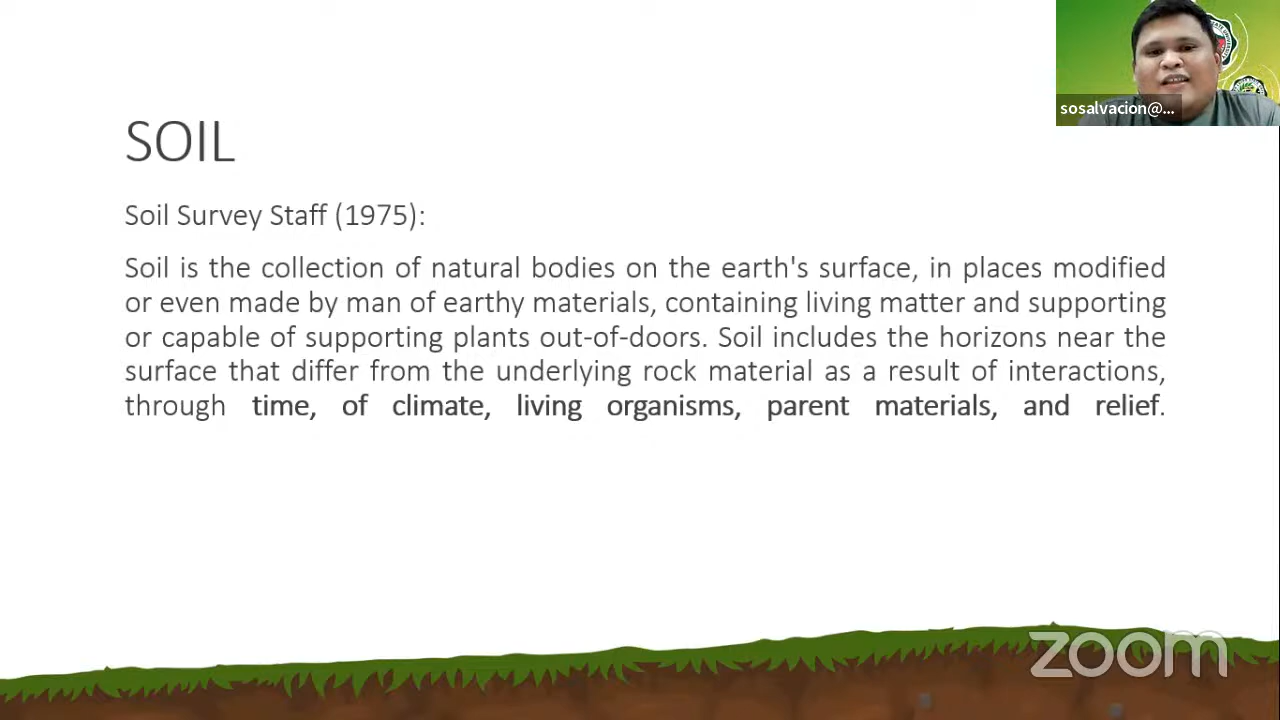 sosalvacion@...
SOIL
Soil Survey Staff (1975):
Soil is the collection of natural bodies on the earth's surface, in places modified
or even made by man of earthy materials, containing living matter and supporting
or capable of supporting plants out-of-doors. Soil includes the horizons near the
surface that differ from the underlying rock material as a result of interactions,
through time, of climate, living organisms, parent materials, and relief.
zoom